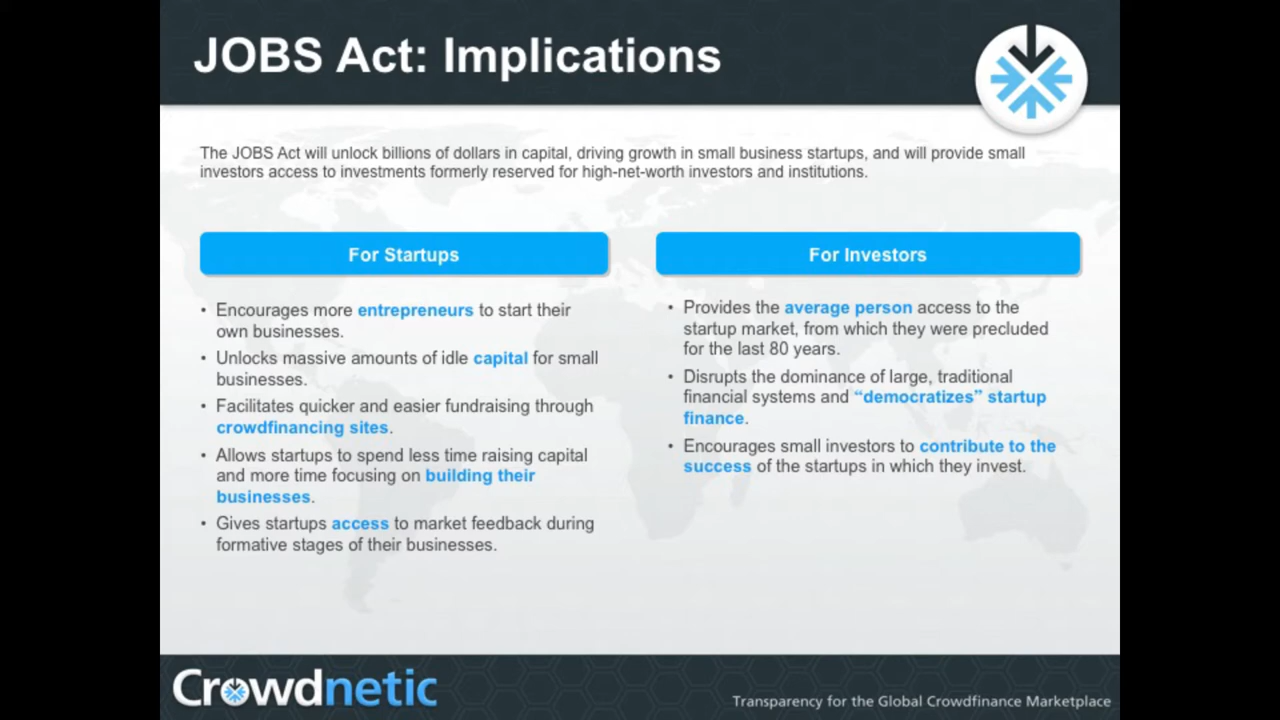 JOBS Act: Implications
The JOBS Act will unlock billions of dollars in capital, driving growth in small business startups, and will provide small
investors access to investments formerly reserved for high-net-worth investors and institutions.
For Startups
• Encourages more entrepreneurs to start their
own businesses.
• Unlocks massive amounts of idle capital for small
businesses.
• Facilitates quicker and easier fundraising through
crowdfinancing sites.
• Allows startups to spend less time raising capital
and more time focusing on building their
businesses.
• Gives startups access to market feedback during
formative stages of their businesses.
For Investors
• Provides the average person access to the
startup market, from which they were precluded
for the last 80 years.
• Disrupts the dominance of large, traditional
financial systems and “democratizes” startup
finance.
• Encourages small investors to contribute to the
success of the startups in which they invest.
Crowdnetic
Transparency for the Global Crowdfinance Marketplace